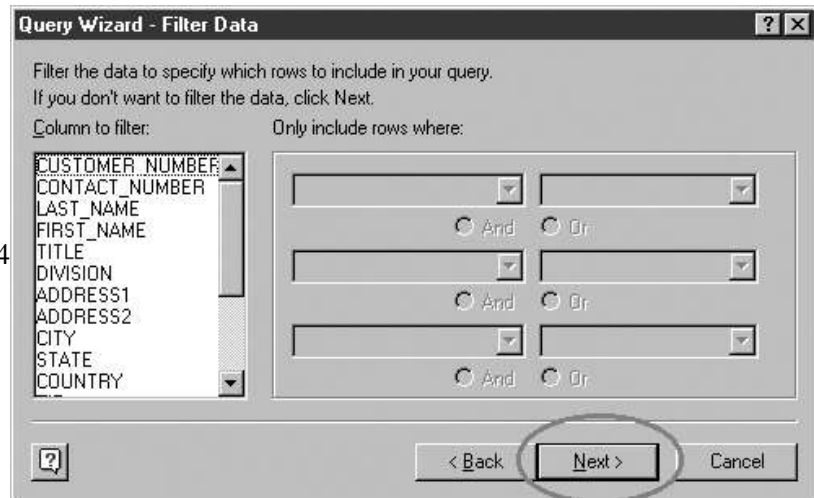 Query Wizard - Filter Data
Filter the data to specify which rows to include in your query.
If you don't want to filter the data, click Next.
Column to filter:
Only include rows where:
CUSTOMER_NUMBER
CONTACT_NUMBER
LAST_NAME
FIRST_NAME
4
TITLE
DIVISION
ADDRESS1
ADDRESS2
CITY
STATE
COUNTRY
And Or
And Or
And Or
< Back Next > Cancel